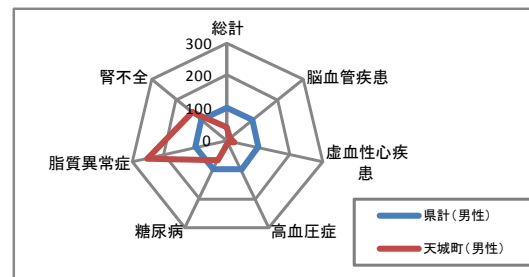 総計
300
200
100
0
脳血管疾患
虚血性心疾
患
高血圧症
糖尿病
脂質異常症
腎不全
県計(男性)
天城町(男性)